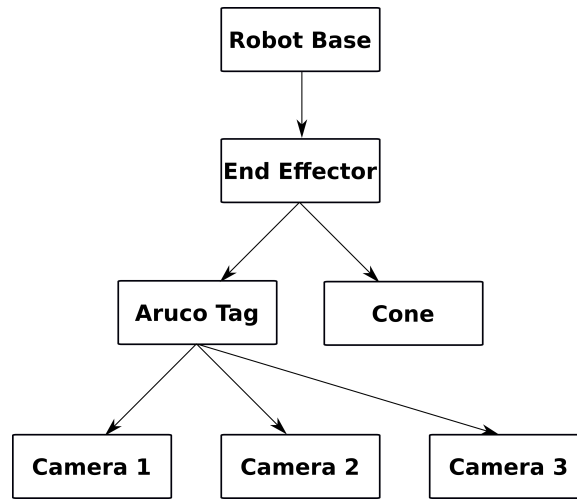 Robot Base
End Effector
Aruco Tag
Cone
Camera 1
Camera 2
Camera 3